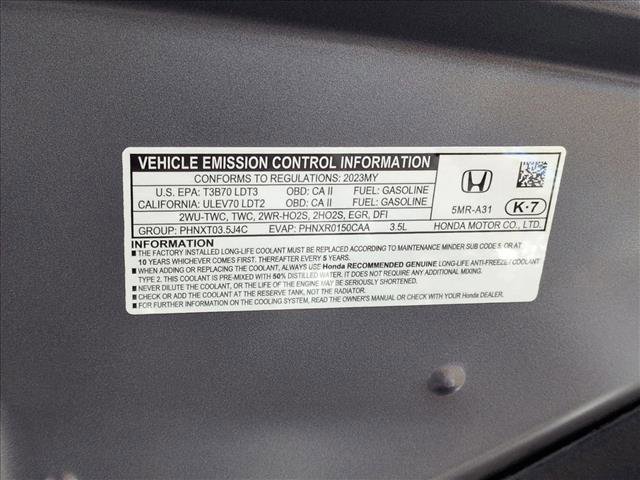 VEHICLE EMISSION CONTROL INFORMATION
CONFORMS TO REGULATIONS: 2023MY
U.S. EPA: T3B70 LDT3 OBD: CA II FUEL: GASOLINE
CALIFORNIA: ULEV70 LDT2 OBD: CA II FUEL: GASOLINE
2WU-TWC, TWC, 2WR-HO2S, 2HO2S, EGR, DFI
GROUP: PHNXT03.5J4C EVAP: PHNXR0150CAA 3.5L
5MR-A31 K-7
HONDA MOTOR CO., LTD.
INFORMATION
■ THE FACTORY INSTALLED LONG-LIFE COOLANT MUST BE REPLACED ACCORDING TO MAINTENANCE MINDER SUB CODE 5, OR AT
10 YEARS WHICHEVER COMES FIRST. THEREAFTER EVERY 5 YEARS.
■ WHEN ADDING OR REPLACING THE COOLANT, ALWAYS USE Honda RECOMMENDED GENUINE LONG-LIFE ANTI-FREEZE/COOLANT
TYPE 2. THIS COOLANT IS PRE-MIXED WITH 50% DISTILLED WATER. IT DOES NOT REQUIRE ANY ADDITIONAL MIXING.
■ NEVER DILUTE THE COOLANT, OR THE LIFE OF THE ENGINE MAY BE SERIOUSLY SHORTENED.
■ CHECK OR ADD THE COOLANT AT THE RESERVE TANK, NOT THE RADIATOR.
■ FOR FURTHER INFORMATION ON THE COOLING SYSTEM, READ THE OWNER'S MANUAL OR CHECK WITH YOUR Honda DEALER.